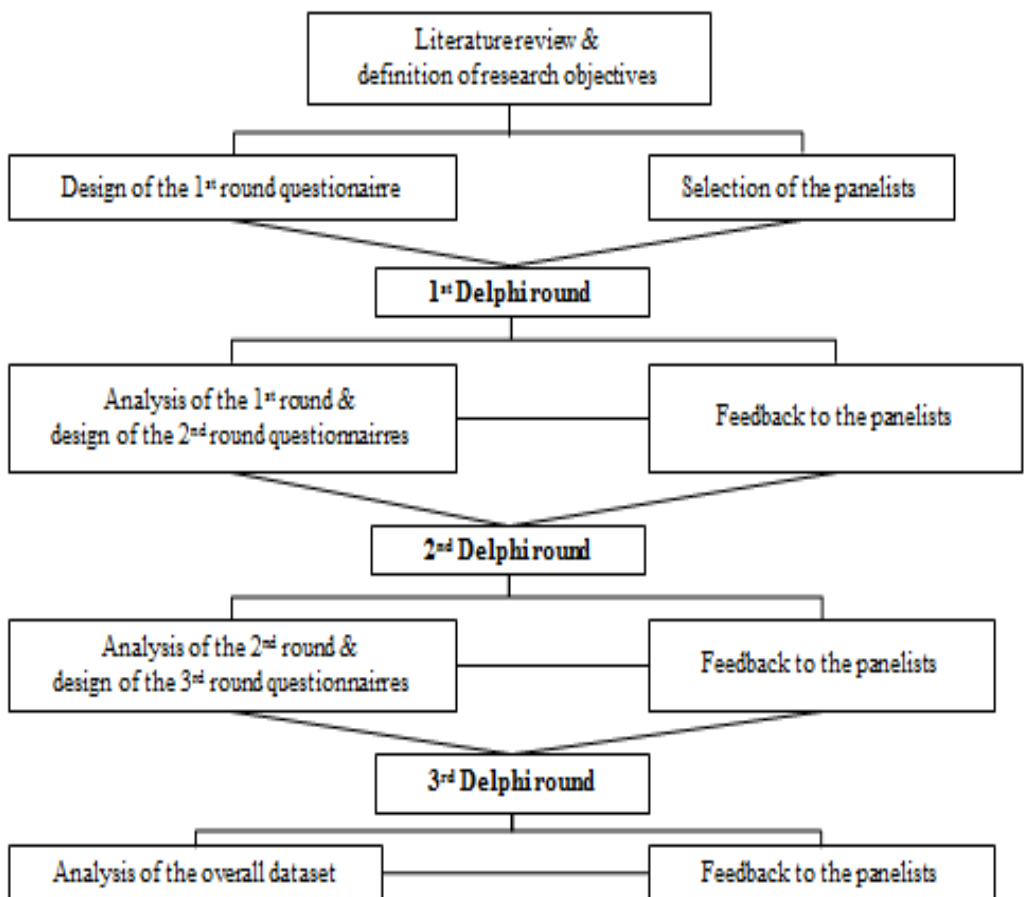 Literature review &
definition of research objectives
Design of the 1st round questionairre
Selection of the panelists
1st Delphi round
Analysis of the 1st round &
design of the 2nd round questionnairres
Feedback to the panelists
2nd Delphi round
Analysis of the 2nd round &
design of the 3rd round questionnairres
Feedback to the panelists
3rd Delphi round
Analysis of the overall dataset
Feedback to the panelists